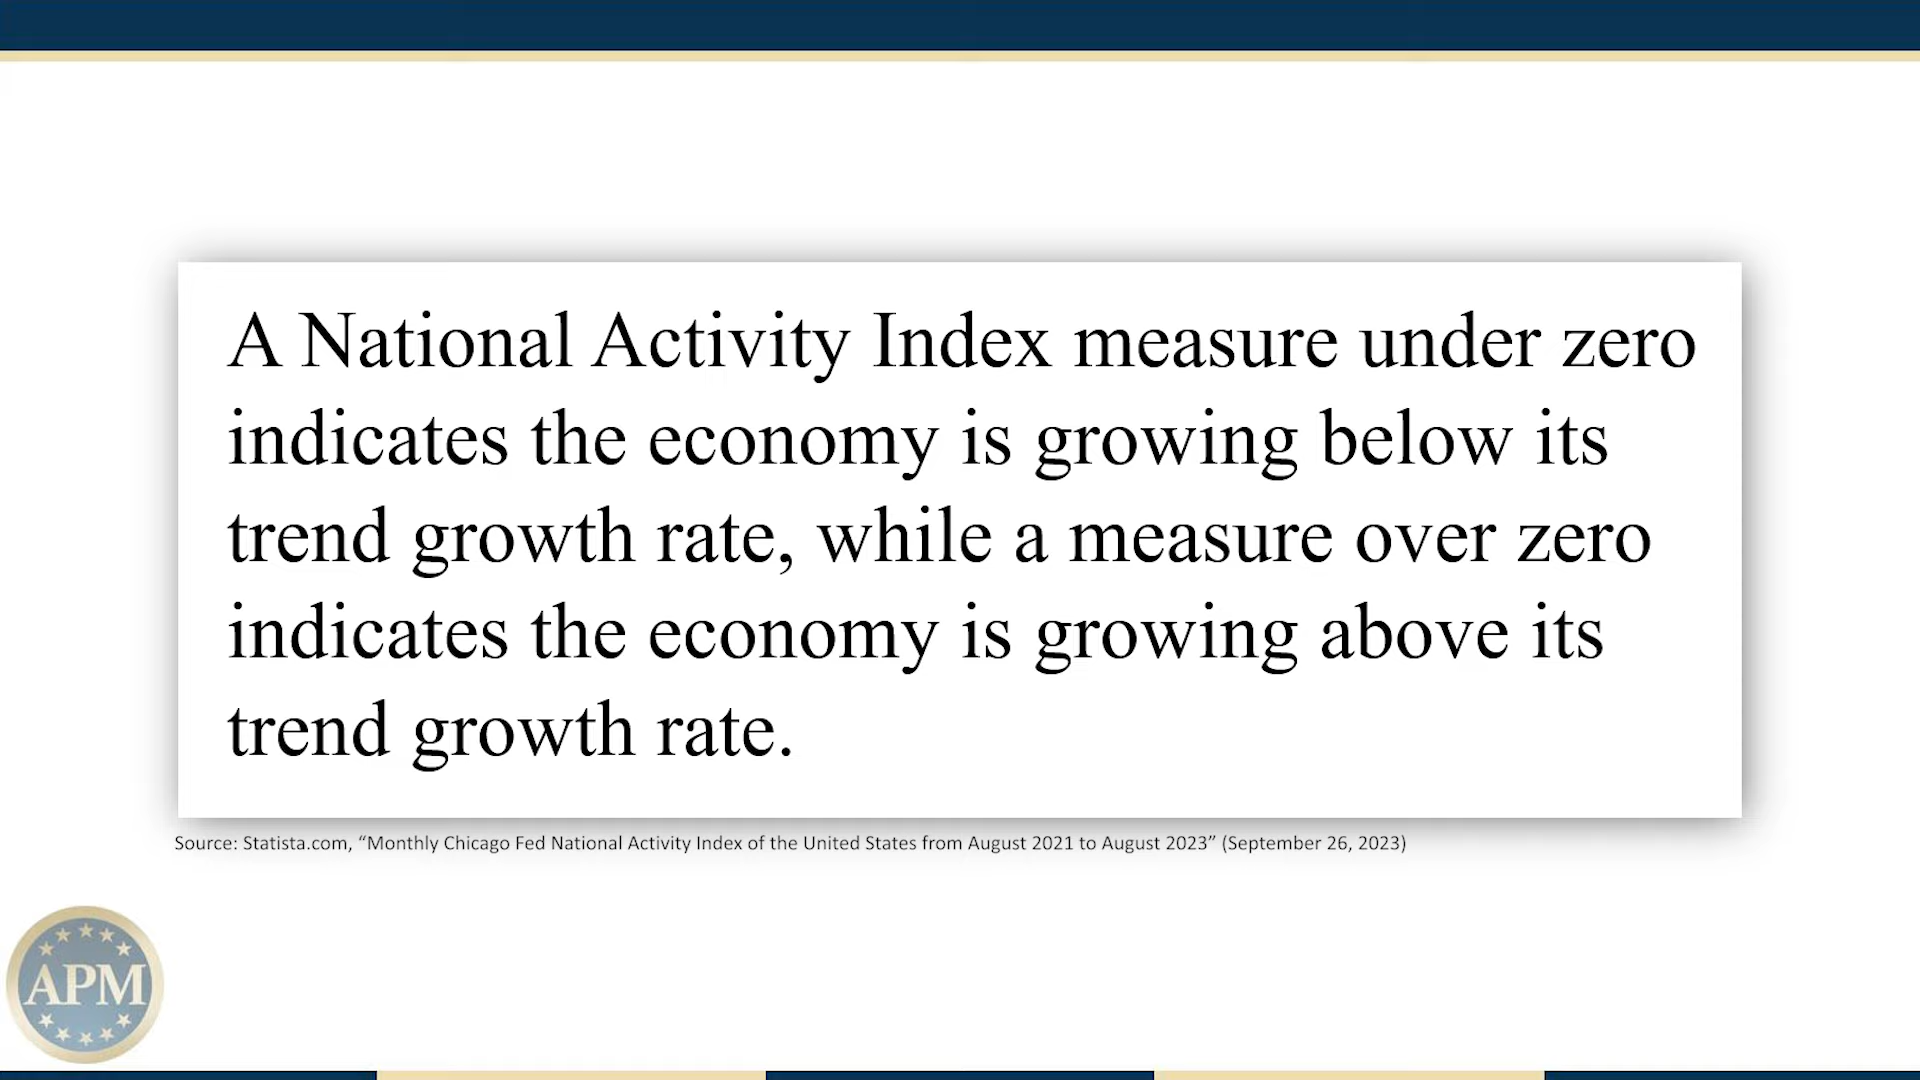 A National Activity Index measure under zero
indicates the economy is growing below its
trend growth rate, while a measure over zero
indicates the economy is growing above its
trend growth rate.
Source: Statista.com, “Monthly Chicago Fed National Activity Index of the United States from August 2021 to August 2023” (September 26, 2023)
APM